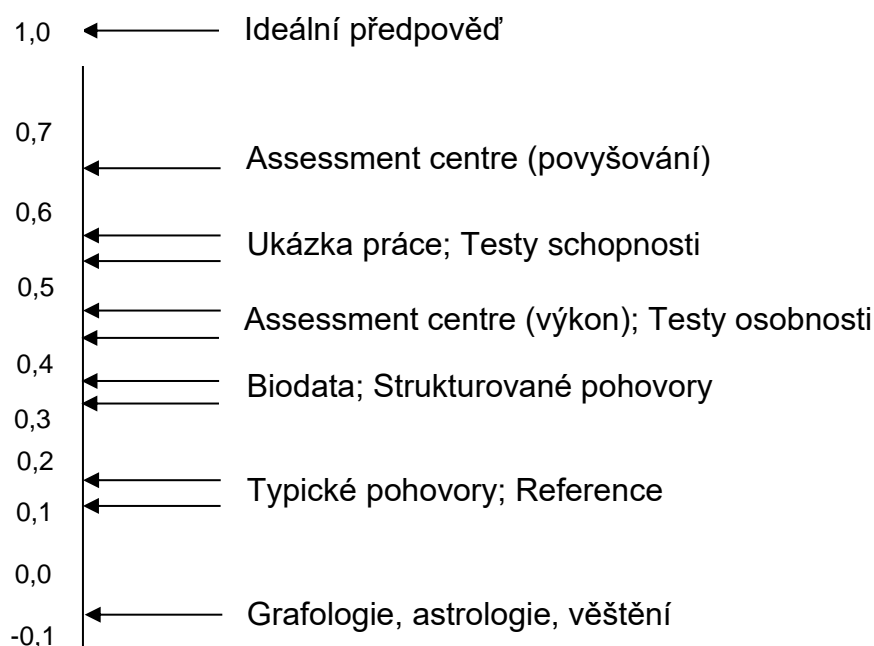 1,0 Ideální předpověď
0,7
Assessment centre (povyšování)
0,6
Ukázka práce; Testy schopnosti
0,5
Assessment centre (výkon); Testy osobnosti
0,4
Biodata; Strukturované pohovory
0,3
0,2
Typické pohovory; Reference
0,1
0,0
Grafologie, astrologie, věštění
-0,1